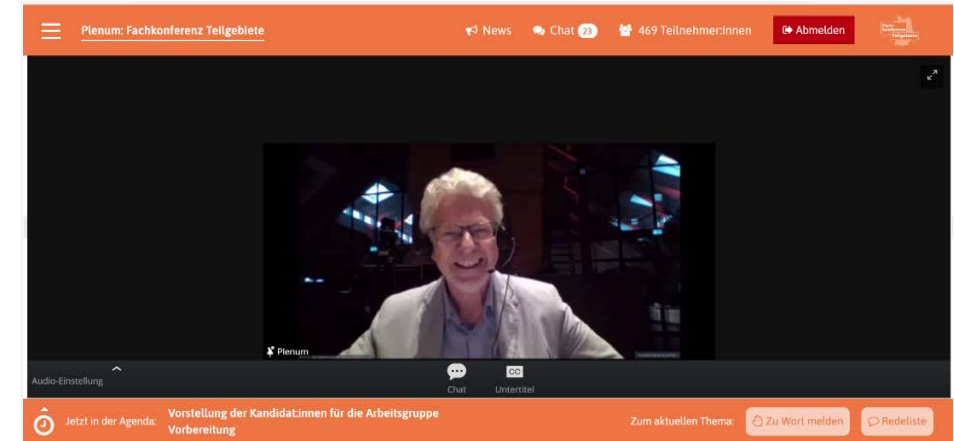 Plenum: Fachkonferenz Teilgebiete
News
Chat 23
469 Teilnehmer:innen
Abmelden
Plenum
Audio-Einstellung
Chat
CC
Untertitel
Jetzt in der Agenda:
Vorstellung der Kandidat:innen für die Arbeitsgruppe
Vorbereitung
Zum aktuellen Thema:
Zu Wort melden
Redeliste